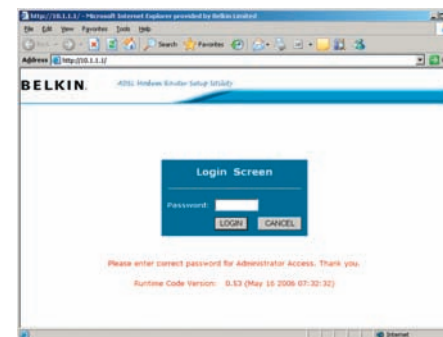 http://10.1.1.1/ - Microsoft Internet Explorer provided by Belkin Limited
File Edit View Favorites Tools Help
Search Favorites
Address http://10.1.1.1/
BELKIN. ADSL Modem Router Setup Utility
Login Screen
Password:
LOGIN CANCEL
Please enter correct password for Administrator Access. Thank you.
Runtime Code Version: 0.53 (May 16 2006 07:32:32)
Internet